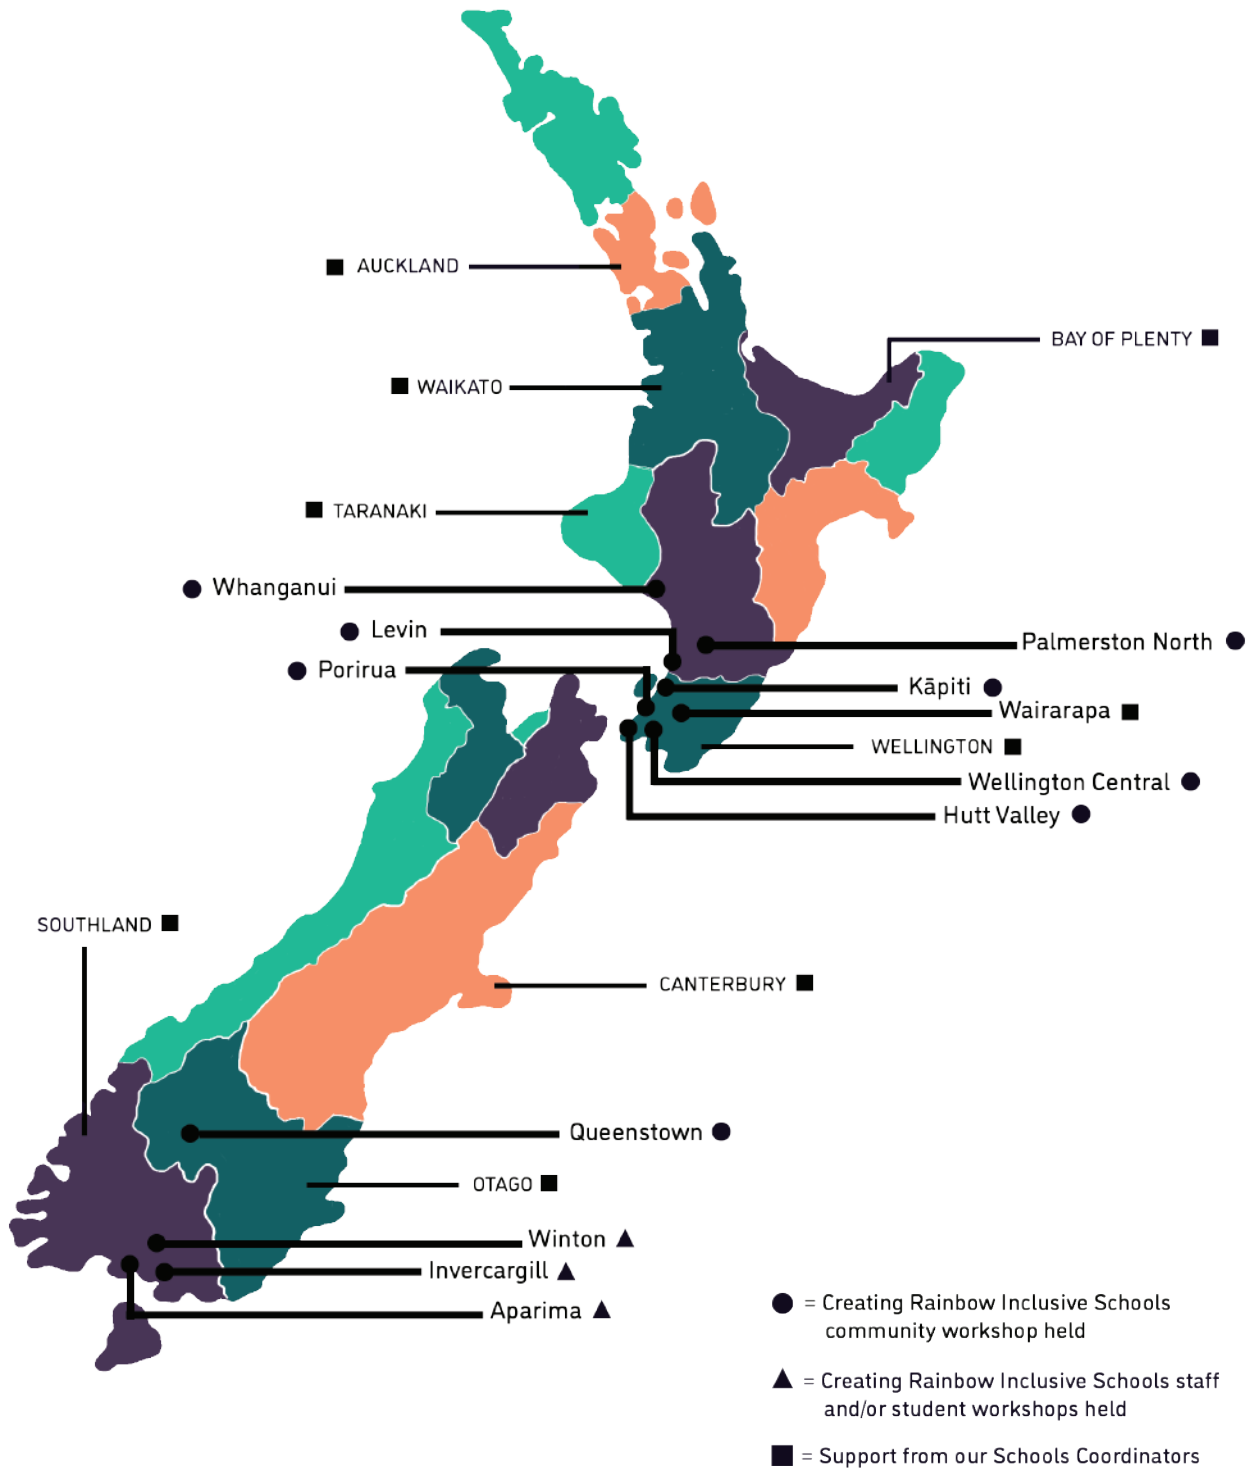 AUCKLAND
BAY OF PLENTY
WAIKATO
TARANAKI
Whanganui
Levin
Palmerston North
Porirua
Kāpiti
Wairarapa
WELLINGTON
Wellington Central
Hutt Valley
SOUTHLAND
CANTERBURY
Queenstown
OTAGO
Winton
Invercargill
Aparima
= Creating Rainbow Inclusive Schools
community workshop held
= Creating Rainbow Inclusive Schools staff
and/or student workshops held
= Support from our Schools Coordinators